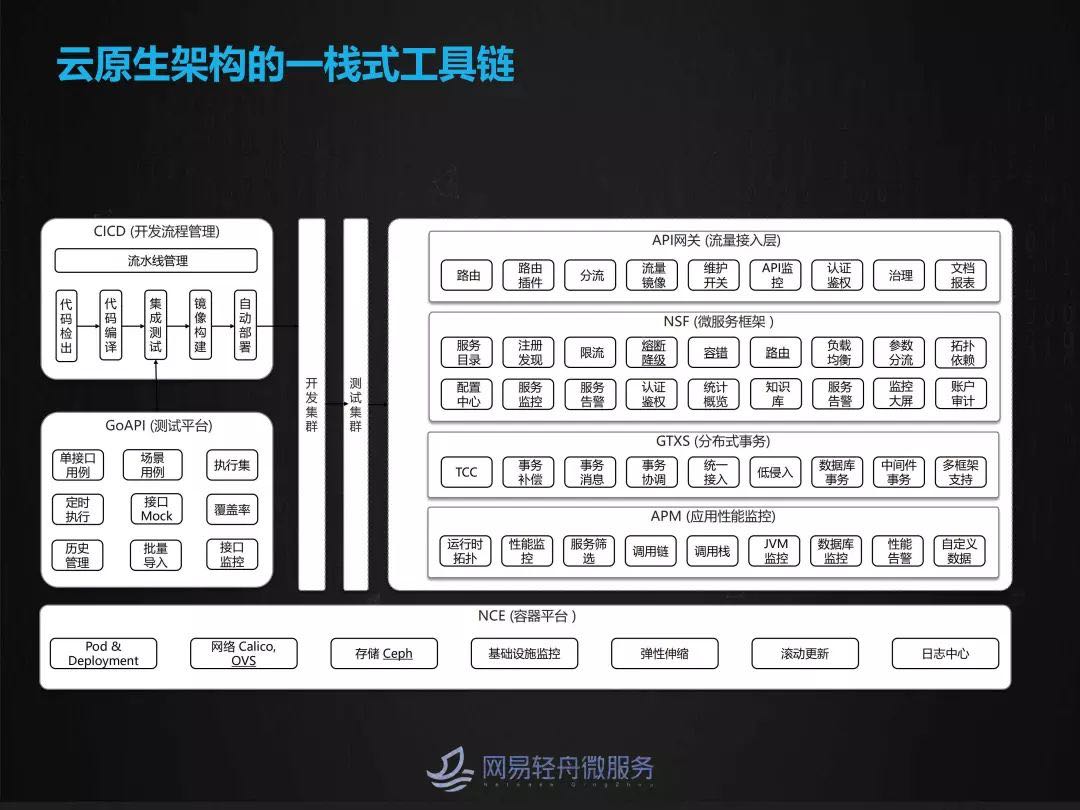 云原生架构的一栈式工具链
CICD (开发流程管理)
流水线管理
代码检出
代码编译
集成测试
镜像构建
自动部署
GoAPI (测试平台)
单接口
用例
场景
用例
执行集
定时
执行
接口
Mock
覆盖率
历史
管理
批量
导入
接口
监控
开发集群
测试集群
API网关 (流量接入层)
路由
路由
插件
分流
流量
镜像
维护
开关
API监
控
认证
鉴权
治理
文档
报表
NSF (微服务框架 )
服务
目录
注册
发现
限流
熔断
降级
容错
路由
负载
均衡
参数
分流
拓扑
依赖
配置
中心
服务
监控
服务
告警
认证
鉴权
统计
概览
知识
库
服务
告警
监控
大屏
账户
审计
GTXS (分布式事务)
TCC
事务
补偿
事务
消息
事务
协调
统一
接入
低侵入
数据库
事务
中间件
事务
多框架
支持
APM (应用性能监控)
运行时
拓扑
性能监
控
服务筛
选
调用链
调用栈
JVM
监控
数据库
监控
性能
告警
自定义
数据
NCE (容器平台 )
Pod &
Deployment
网络 Calico,
OVS
存储 Ceph
基础设施监控
弹性伸缩
滚动更新
日志中心
网易轻舟微服务
Netease QingZhou